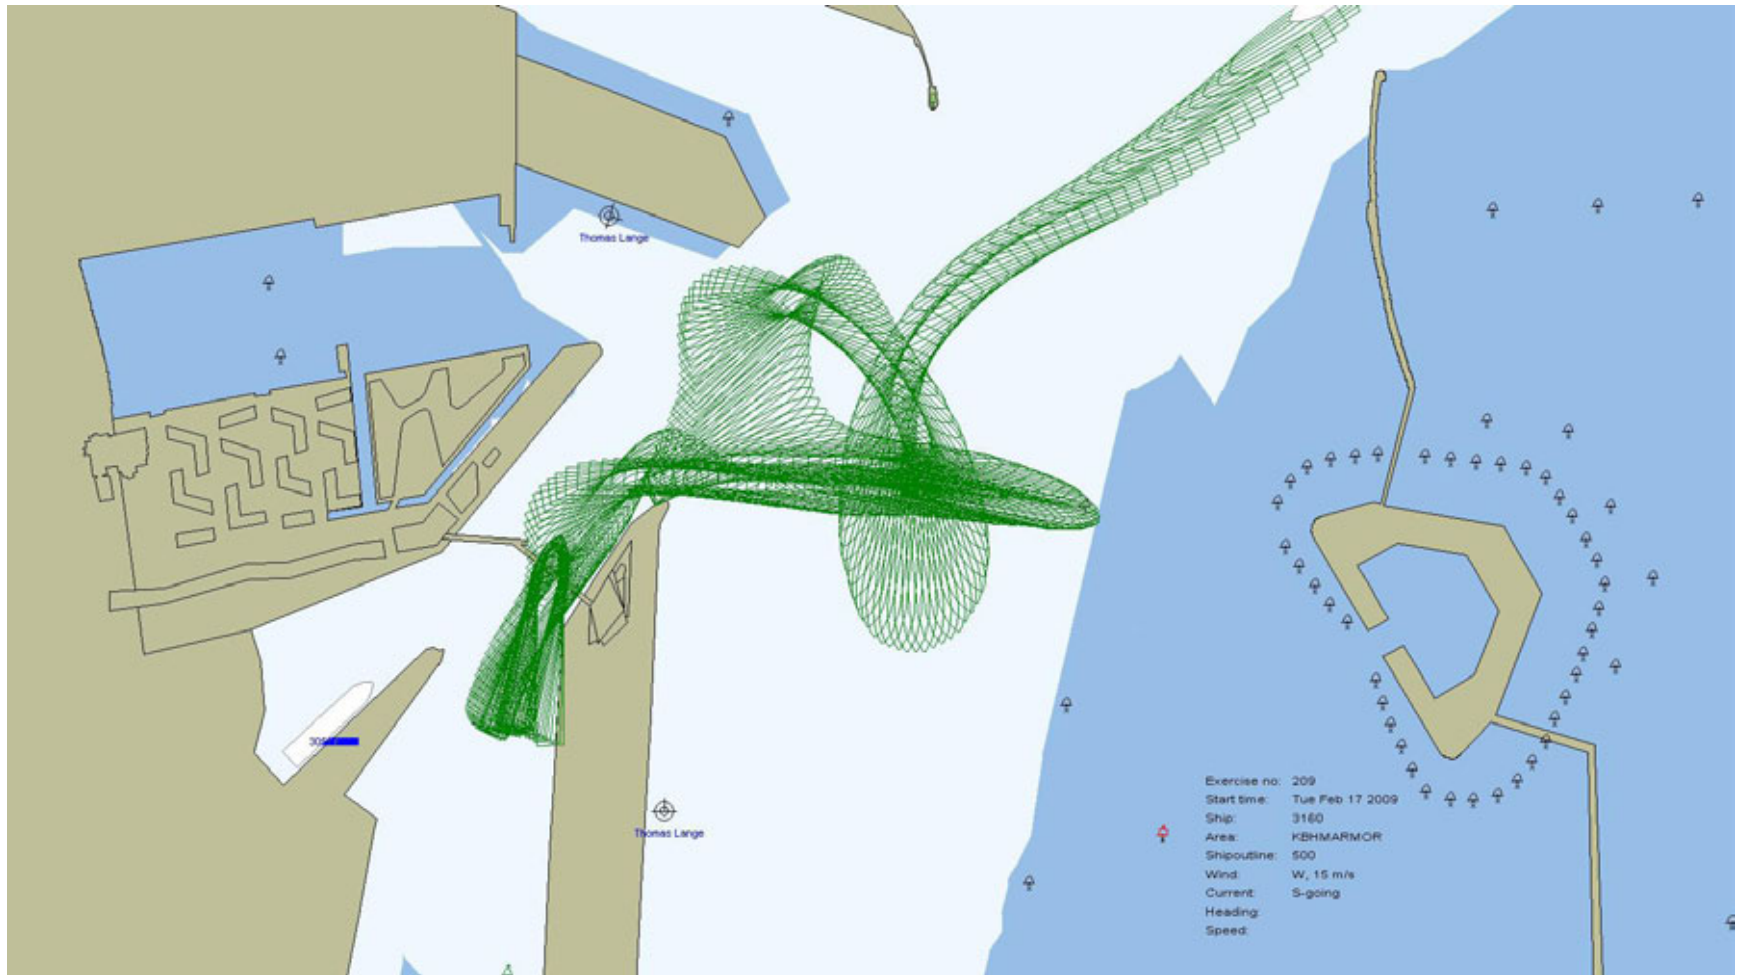 Thomas Lange
Thomas Lange
Exercise no: 209
Start time: Tue Feb 17 2009
Ship: 3160
Area: KBHMARMOR
Shipoutline: 500
Wind: W, 15 m/s
Current: S-going
Heading:
Speed: